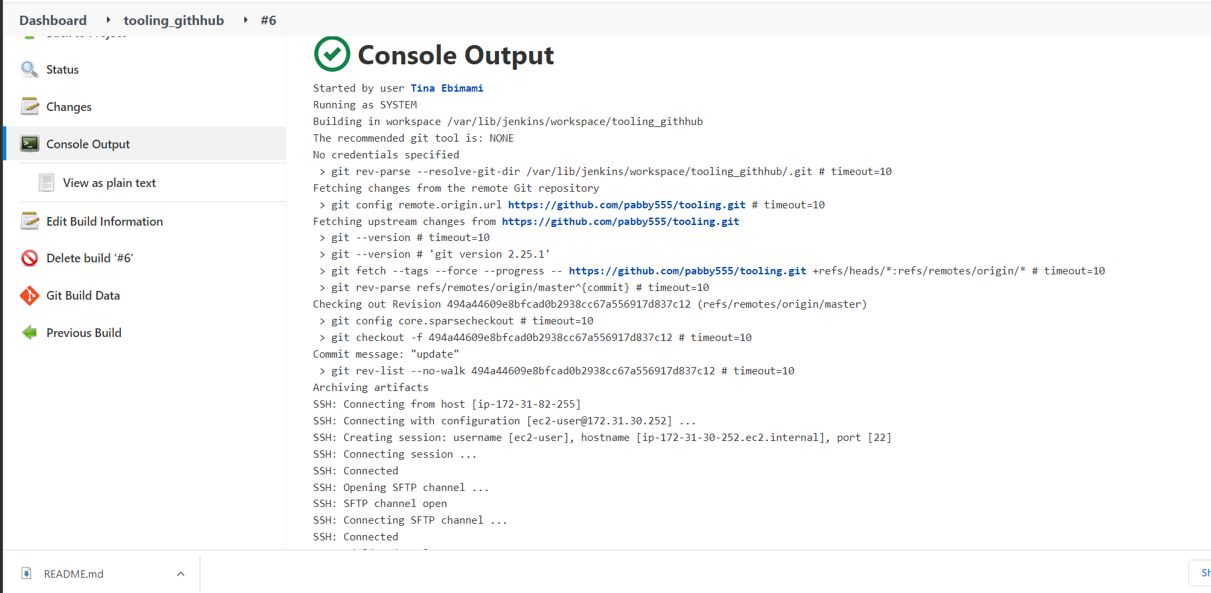 Dashboard tooling_githhub #6
Status
Changes
Console Output
View as plain text
Edit Build Information
Delete build '#6'
Git Build Data
Previous Build
Console Output
Started by user Tina Ebimami
Running as SYSTEM
Building in workspace /var/lib/jenkins/workspace/tooling_githhub
The recommended git tool is: NONE
No credentials specified
> git rev-parse --resolve-git-dir /var/lib/jenkins/workspace/tooling_githhub/.git # timeout=10
Fetching changes from the remote Git repository
> git config remote.origin.url https://github.com/pabby555/tooling.git # timeout=10
Fetching upstream changes from https://github.com/pabby555/tooling.git
> git --version # timeout=10
> git --version # 'git version 2.25.1'
> git fetch --tags --force --progress -- https://github.com/pabby555/tooling.git +refs/heads/*:refs/remotes/origin/* # timeout=10
> git rev-parse refs/remotes/origin/master^{commit} # timeout=10
Checking out Revision 494a44609e8bfcad0b2938cc67a556917d837c12 (refs/remotes/origin/master)
> git config core.sparsecheckout # timeout=10
> git checkout -f 494a44609e8bfcad0b2938cc67a556917d837c12 # timeout=10
Commit message: "update"
> git rev-list --no-walk 494a44609e8bfcad0b2938cc67a556917d837c12 # timeout=10
Archiving artifacts
SSH: Connecting from host [ip-172-31-82-255]
SSH: Connecting with configuration [ec2-user@172.31.30.252] ...
SSH: Creating session: username [ec2-user], hostname [ip-172-31-30-252.ec2.internal], port [22]
SSH: Connecting session ...
SSH: Connected
SSH: Opening SFTP channel ...
SSH: SFTP channel open
SSH: Connecting SFTP channel ...
SSH: Connected
README.md